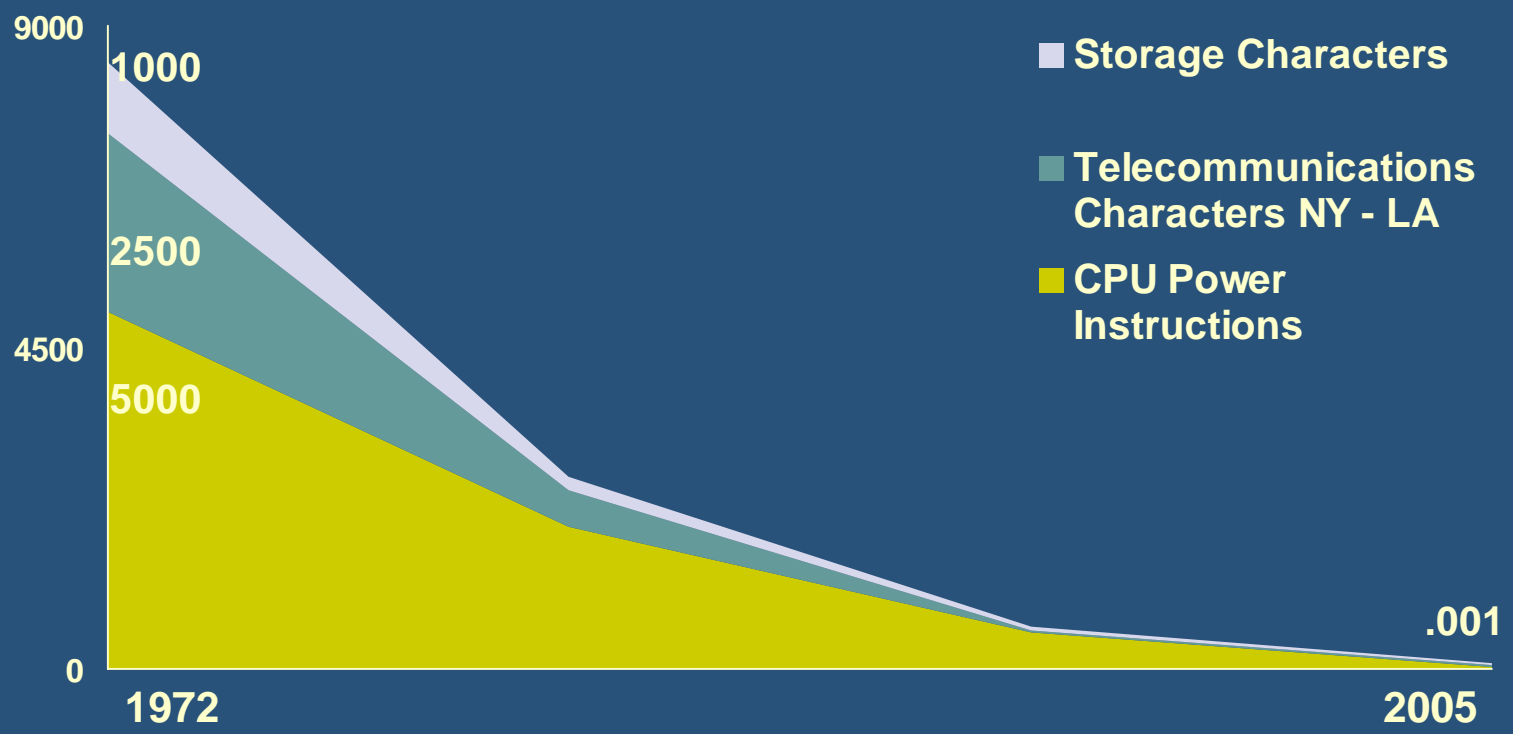 9000
1000
Storage Characters
Telecommunications
Characters NY - LA
2500
CPU Power
Instructions
4500
5000
.001
0
1972
2005